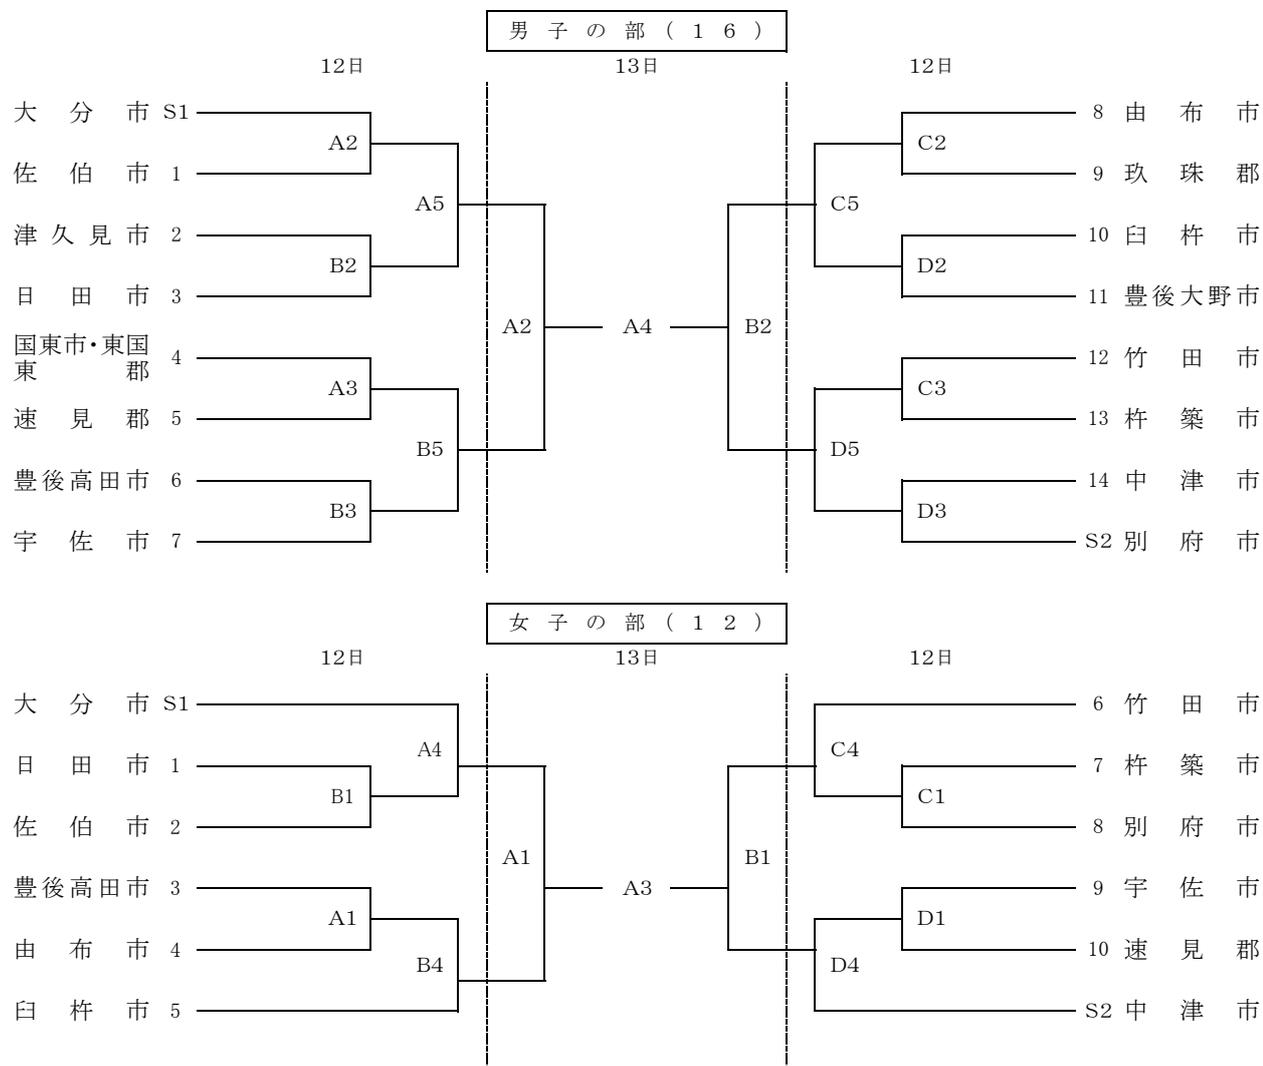 男子の部(16)
12日 13日 12日
大分市 S1 8 由布市
A2 C2
佐伯市 1 9 玖珠郡
A5 C5
津久見市 2 10 臼杵市
B2 D2
日田市 3 11 豊後大野市
A2 A4 B2
国東市・東国
東郡 4 12 竹田市
A3 C3
速見郡 5 13 杵築市
B5 D5
豊後高田市 6 14 中津市
B3 D3
宇佐市 7 S2 別府市
女子の部(12)
12日 13日 12日
大分市 S1 6 竹田市
A4 C4
日田市 1 7 杵築市
B1 C1
佐伯市 2 8 別府市
A1 B1
豊後高田市 3 A3 9 宇佐市
A1 D1
由布市 4 10 速見郡
B4 D4
臼杵市 5 S2 中津市